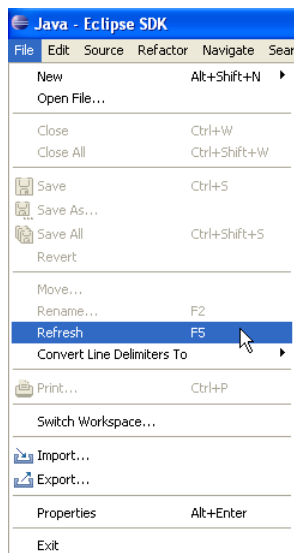 Java - Eclipse SDK
File Edit Source Refactor Navigate Sear
New Alt+Shift+N
Open File...
Close Ctrl+W
Close All Ctrl+Shift+W
Save Ctrl+S
Save As...
Save All Ctrl+Shift+S
Revert
Move...
Rename... F2
Refresh F5
Convert Line Delimiters To
Print... Ctrl+P
Switch Workspace...
Import...
Export...
Properties Alt+Enter
Exit